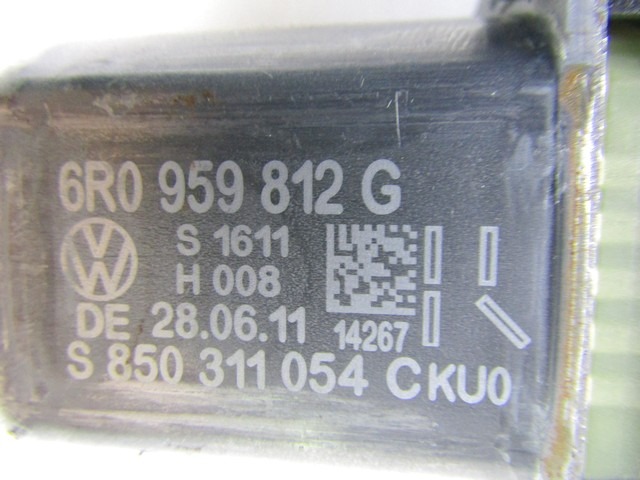 6R0 959 812 G
S 1611
H 008
DE 28.06.11 14267
S 850 311 054 CKU0